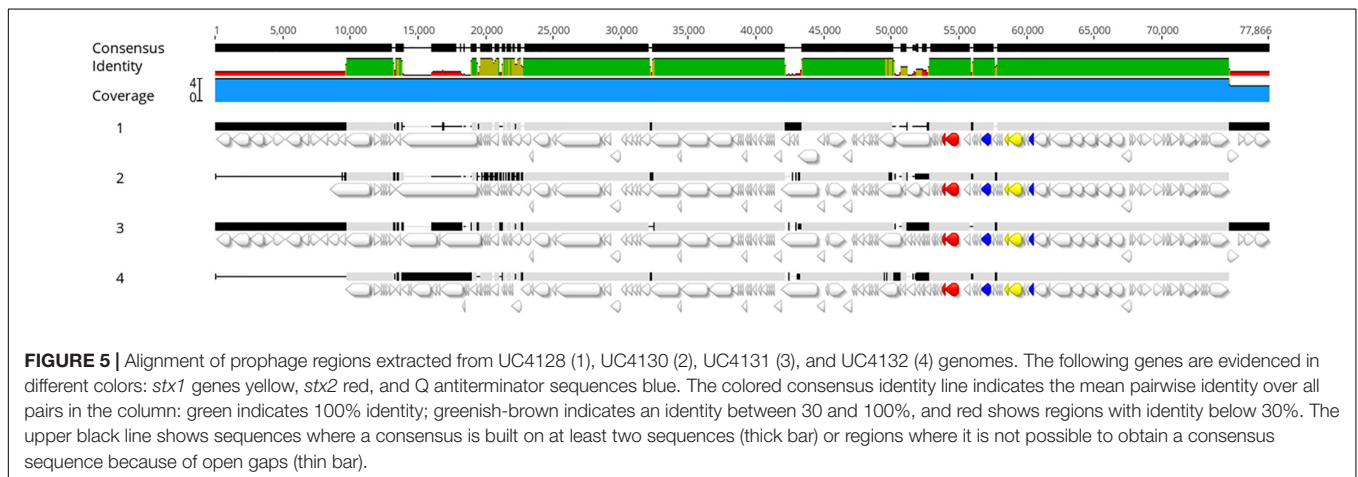 1 5,000 10,000 15,000 20,000 25,000 30,000 35,000 40,000 45,000 50,000 55,000 60,000 65,000 70,000 77,866
Consensus
Identity
4
Coverage
0
1
2
3
4
FIGURE 5 | Alignment of prophage regions extracted from UC4128 (1), UC4130 (2), UC4131 (3), and UC4132 (4) genomes. The following genes are evidenced in
different colors: stx1 genes yellow, stx2 red, and Q antiterminator sequences blue. The colored consensus identity line indicates the mean pairwise identity over all
pairs in the column: green indicates 100% identity; greenish-brown indicates an identity between 30 and 100%, and red shows regions with identity below 30%. The
upper black line shows sequences where a consensus is built on at least two sequences (thick bar) or regions where it is not possible to obtain a consensus
sequence because of open gaps (thin bar).